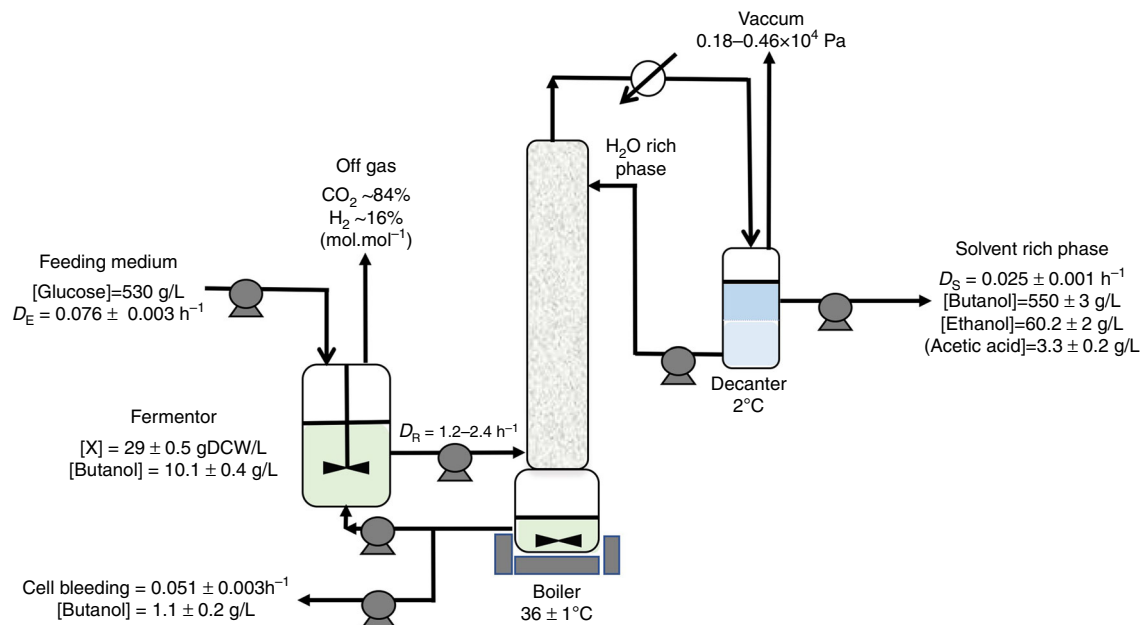 Vaccum
0.18–0.46×10⁴ Pa
H₂O rich
phase
Off gas
CO₂ ~84%
H₂ ~16%
(mol.mol⁻¹)
Feeding medium
[Glucose]=530 g/L
D_E = 0.076 ± 0.003 h⁻¹
Solvent rich phase
D_S = 0.025 ± 0.001 h⁻¹
[Butanol]=550 ± 3 g/L
[Ethanol]=60.2 ± 2 g/L
(Acetic acid]=3.3 ± 0.2 g/L
Decanter
2°C
Fermentor
[X] = 29 ± 0.5 gDCW/L
[Butanol] = 10.1 ± 0.4 g/L
D_R = 1.2–2.4 h⁻¹
Cell bleeding = 0.051 ± 0.003h⁻¹
[Butanol] = 1.1 ± 0.2 g/L
Boiler
36 ± 1°C